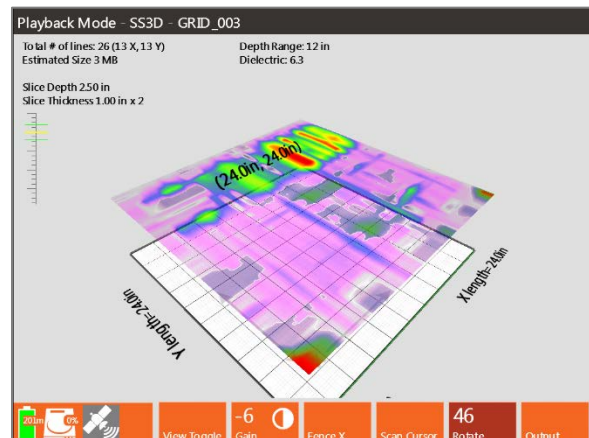 Playback Mode - SS3D - GRID_003
Total # of lines: 26 (13 X, 13 Y) Depth Range: 12 in
Estimated Size 3 MB Dielectric: 6.3
Slice Depth 2.50 in
Slice Thickness 1.00 in x 2
(24.0in, 24.0in)
Y length=24.0in
X length=24.0in
201m 0% -6 46
View Toggle Gain Fence X Scan Cursor Rotate Output